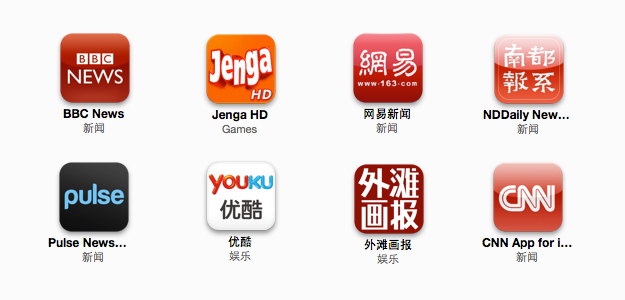 BBC
NEWS
BBC News
新闻
Jenga
HD
Jenga HD
Games
網易
www·163·com
网易新闻
新闻
南都
報系
NDDaily New...
新闻
pulse
Pulse News...
新闻
YOUKU
优酷
优酷
娱乐
外滩
画报
外滩画报
娱乐
CNN
CNN App for i...
新闻